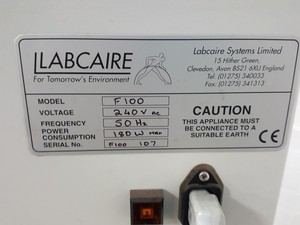 LABCAIRE
For Tomorrow's Environment
Labcaire Systems Limited
15 Hither Green,
Clevedon, Avon BS21 6XU England
Tel: (01275) 340033
Fax: (01275) 341313
MODEL F100
VOLTAGE 240V ac
FREQUENCY 50 Hz
POWER CONSUMPTION 180W max
SERIAL No. F100 107
CAUTION
THIS APPLIANCE MUST
BE CONNECTED TO A
SUITABLE EARTH
CE